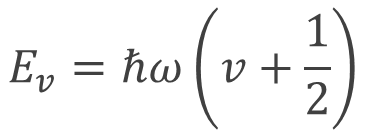 E_v = ħω(v + 1/2)